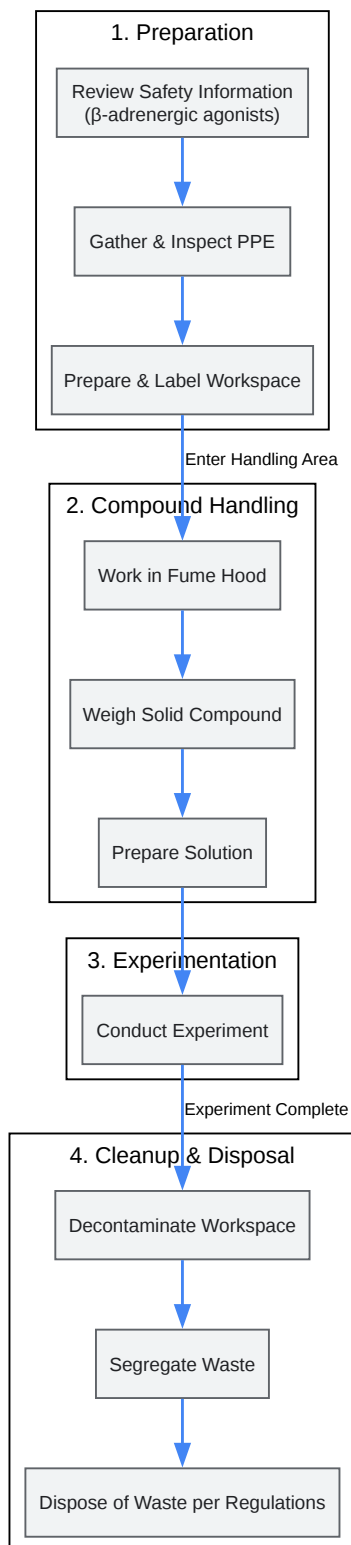 1. Preparation
Review Safety Information
(β-adrenergic agonists)
Gather & Inspect PPE
Prepare & Label Workspace
Enter Handling Area
2. Compound Handling
Work in Fume Hood
Weigh Solid Compound
Prepare Solution
3. Experimentation
Conduct Experiment
Experiment Complete
4. Cleanup & Disposal
Decontaminate Workspace
Segregate Waste
Dispose of Waste per Regulations